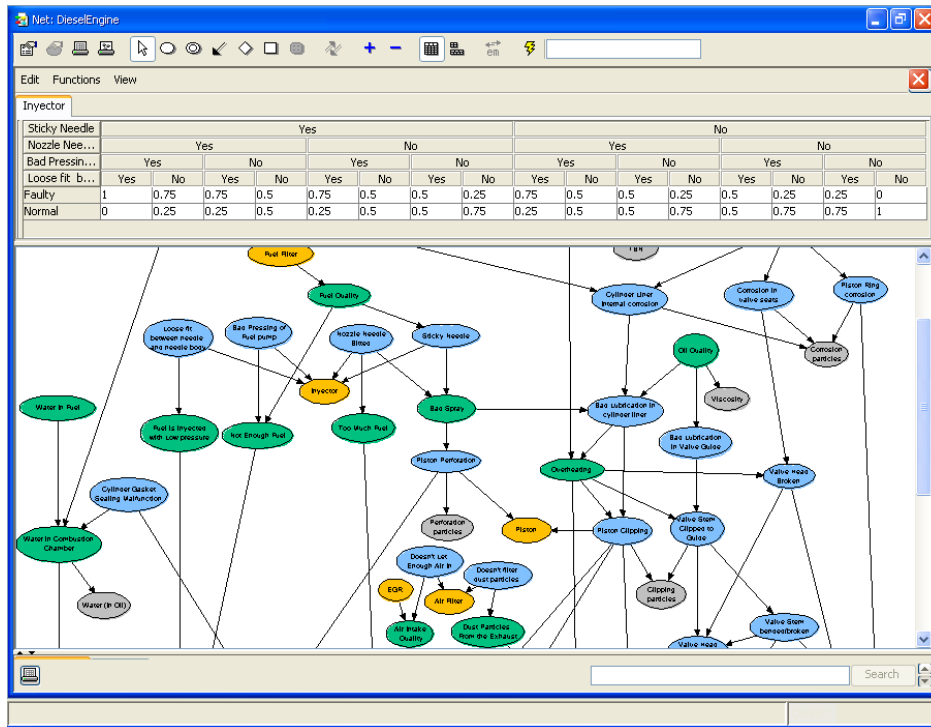 Net: DieselEngine
Edit Functions View
Inyector
Sticky Needle Yes No
Nozzle Nee... Yes No Yes No
Bad Pressin... Yes No Yes No Yes No Yes No
Loose fit b... Yes No Yes No Yes No Yes No Yes No Yes No Yes No Yes No
Faulty 1 0.75 0.75 0.5 0.75 0.5 0.5 0.25 0.75 0.5 0.5 0.25 0.5 0.25 0.25 0
Normal 0 0.25 0.25 0.5 0.25 0.5 0.5 0.75 0.25 0.5 0.5 0.75 0.5 0.75 0.75 1
Fuel Filter
Fuel Quality
Cylinder Liner
Internal corrosion
Corrosion in
valve seats
Piston Ring
corrosion
Loose fit
between needle
and needle body
Bad Pressing of
Fuel pump
Nozzle Needle
Sticky Needle
Oil Quality
Corrosion
particles
Inyector
Viscosity
Water in Fuel
Bad Spray
Bad Lubrication in
cylinder liner
Fuel is injected
with Low pressure
Not Enough Fuel
Too Much Fuel
Bad Lubrication
in Valve Guide
Piston Perforation
Overheating
Valve Head
Broken
Cylinder Gasket
Sealing Malfunction
Perforation
particles
Piston
Piston Clipping
Valve Stem
Clipped to
Guide
Water in Combustion
Chamber
Doesn't Let
Enough Air In
Doesn't filter
dust particles
EGR
Air Filter
Clipping
particles
Water (in Oil)
Air Intake
Quality
Dust Particles
From the Exhaust
Valve Stem
bended/broken
Valve Head
Search